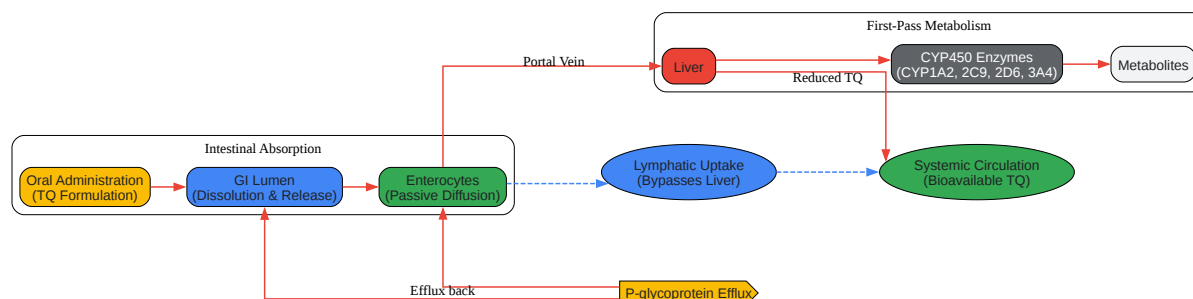 First-Pass Metabolism
Portal Vein
Liver
CYP450 Enzymes
(CYP1A2, 2C9, 2D6, 3A4)
Metabolites
Reduced TQ
Intestinal Absorption
Oral Administration
(TQ Formulation)
GI Lumen
(Dissolution & Release)
Enterocytes
(Passive Diffusion)
Lymphatic Uptake
(Bypasses Liver)
Systemic Circulation
(Bioavailable TQ)
Efflux back
P-glycoprotein Efflux